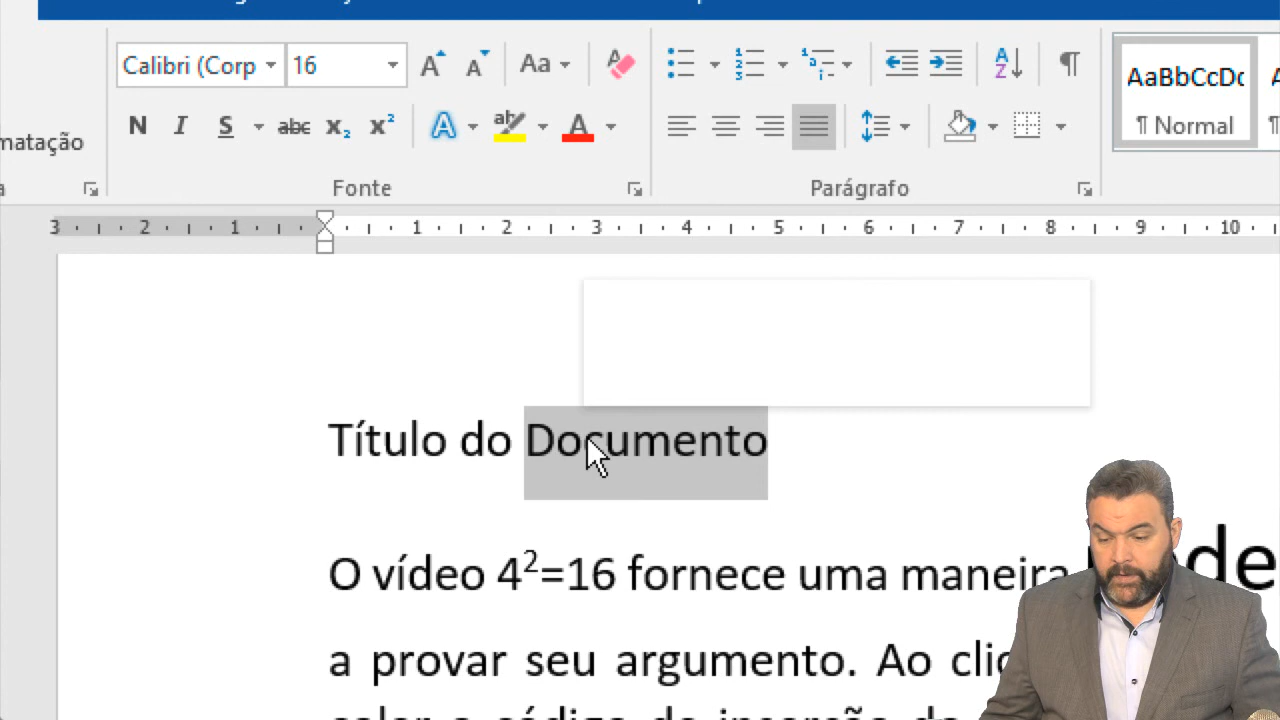 Calibri (Corp 16 Aa
N I S abc x₂ x² A ab A
AaBbCcDc
¶ Normal
matação
Fonte
Parágrafo
3 2 1 1 2 3 4 5 6 7 8 9 10
Título do Documento
O vídeo 4²=16 fornece uma maneira
a provar seu argumento. Ao clic